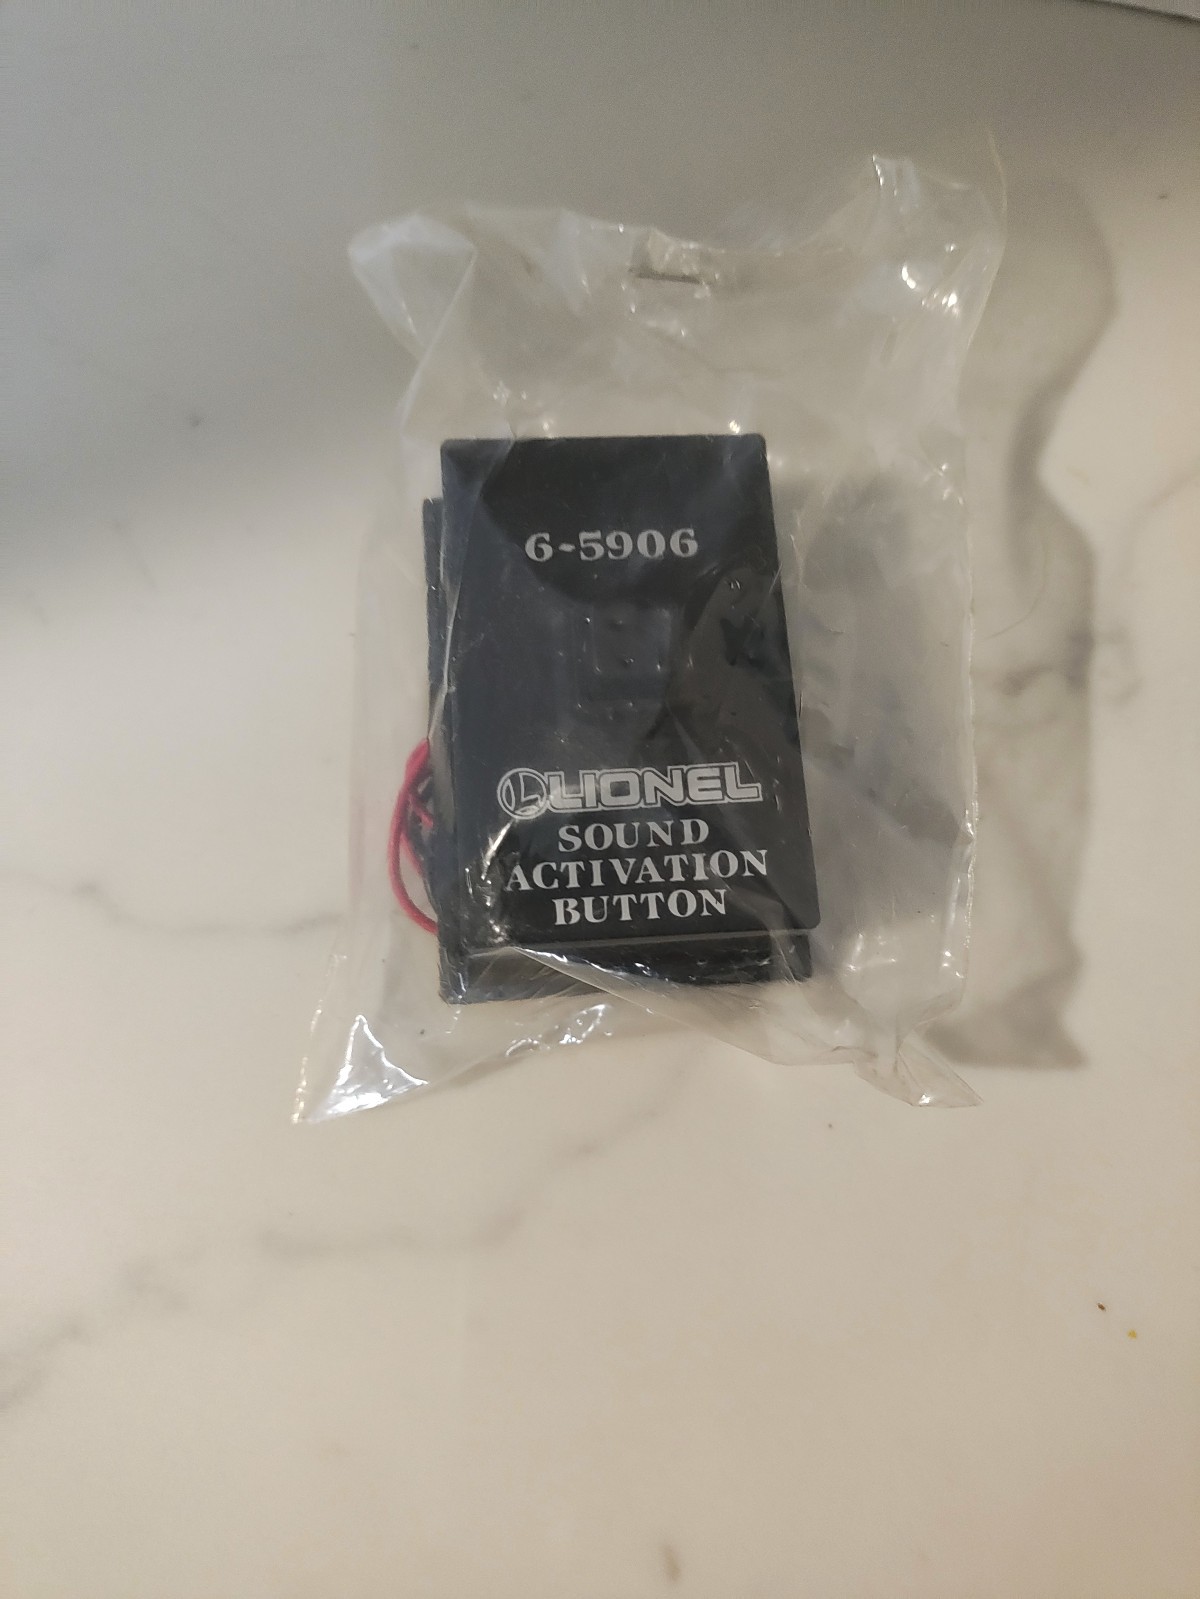 6-5906
LIONEL
SOUND
ACTIVATION
BUTTON